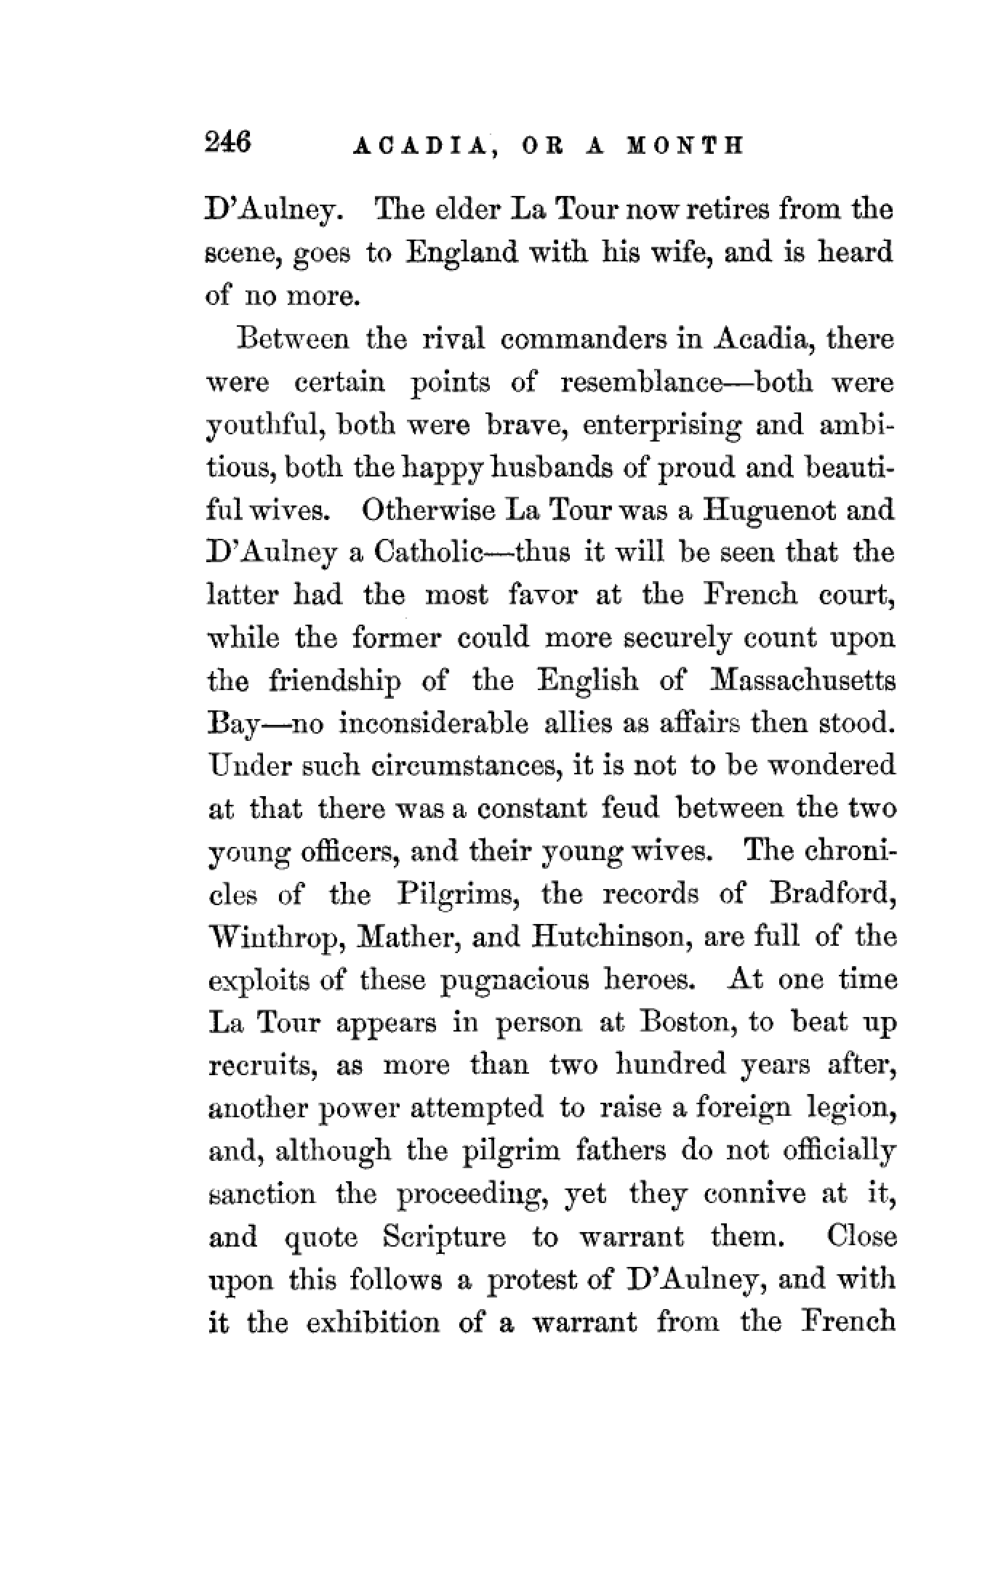 246 ACADIA, OR A MONTH
D'Aulney. The elder La Tour now retires from the
scene, goes to England with his wife, and is heard
of no more.
Between the rival commanders in Acadia, there
were certain points of resemblance—both were
youthful, both were brave, enterprising and ambi-
tious, both the happy husbands of proud and beauti-
ful wives. Otherwise La Tour was a Huguenot and
D'Aulney a Catholic—thus it will be seen that the
latter had the most favor at the French court,
while the former could more securely count upon
the friendship of the English of Massachusetts
Bay—no inconsiderable allies as affairs then stood.
Under such circumstances, it is not to be wondered
at that there was a constant feud between the two
young officers, and their young wives. The chroni-
cles of the Pilgrims, the records of Bradford,
Winthrop, Mather, and Hutchinson, are full of the
exploits of these pugnacious heroes. At one time
La Tour appears in person at Boston, to beat up
recruits, as more than two hundred years after,
another power attempted to raise a foreign legion,
and, although the pilgrim fathers do not officially
sanction the proceeding, yet they connive at it,
and quote Scripture to warrant them. Close
upon this follows a protest of D'Aulney, and with
it the exhibition of a warrant from the French